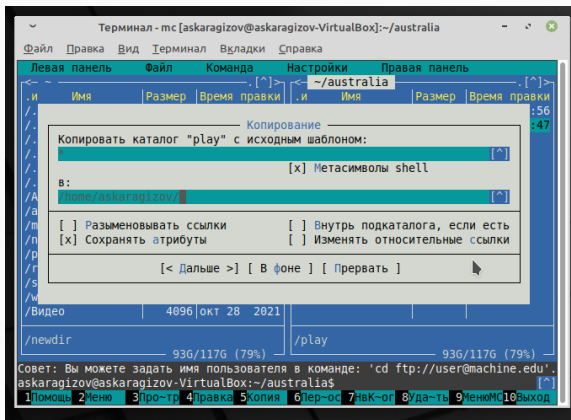 Терминал - mc [askaragizov@askaragizov-VirtualBox]:~/australia
Файл Правка Вид Терминал Вкладки Справка
Левая панель Файл Команда Настройки Правая панель
<— ~ .[^]> <— ~/australia .[^]>
.и Имя Размер Время правки .и Имя Размер Время правки
/. :56
/. Копирование :47
/. Копировать каталог "play" с исходным шаблоном:
/. * [^]
/. [x] Метасимволы shell
/. в:
/A /home/askaragizov/ [^]
/a
/m [ ] Разыменовывать ссылки [ ] Внутрь подкаталога, если есть
/n [x] Сохранять атрибуты [ ] Изменять относительные ссылки
/p
/r [< Дальше >] [ В фоне ] [ Прервать ]
/s
/w
/Видео 4096 окт 28 2021
/newdir /play
93G/117G (79%) 93G/117G (79%)
Совет: Вы можете задать имя пользователя в команде: 'cd ftp://user@machine.edu'.
askaragizov@askaragizov-VirtualBox:~/australia$ [^]
1Помощь 2Меню 3Про~тр 4Правка 5Копия 6Пер~ос 7НвК~ог 8Уда~ть 9МенюMC 10Выход